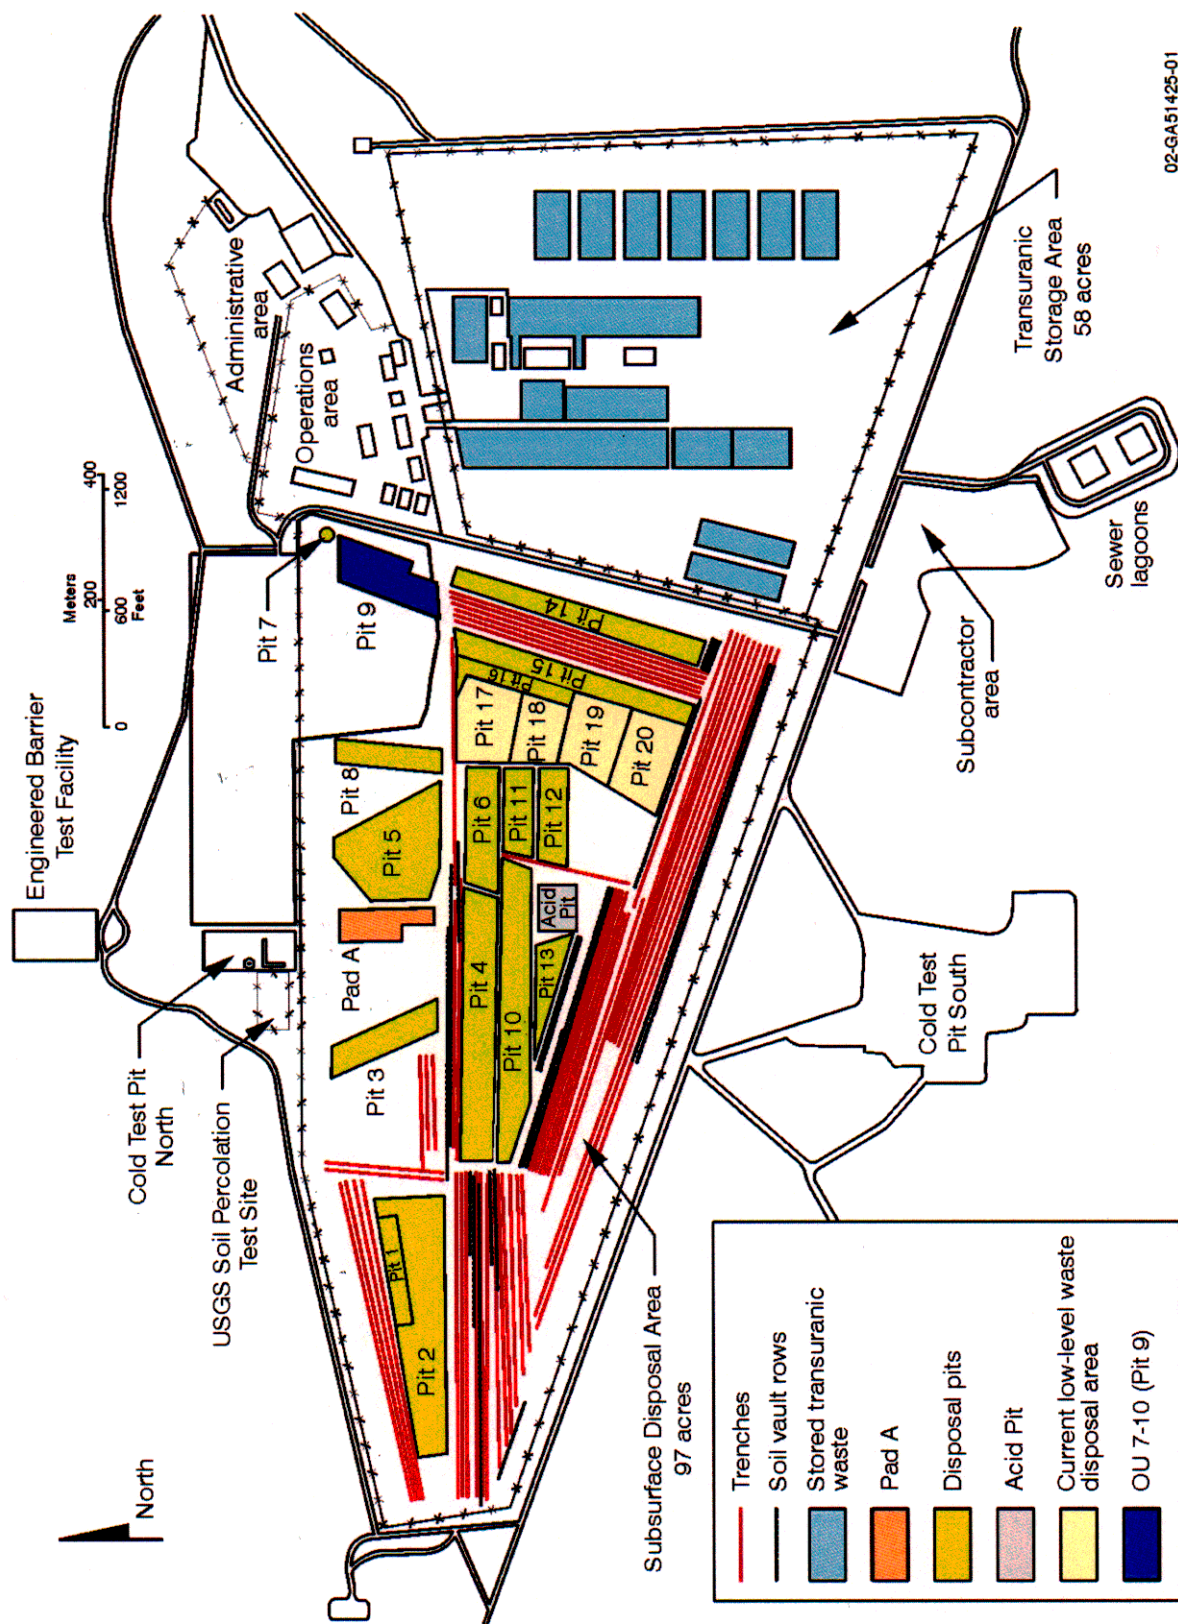 Engineered Barrier
Test Facility
Meters
0 200 400
0 600 1200
Feet
Cold Test Pit
North
USGS Soil Percolation
Test Site
North
Administrative
area
Operations
area
Pit 7
Pit 9
Pit 8
Pit 5
Pad A
Pit 3
Pit 1
Pit 2
Pit 14
Pit 15
Pit 16
Pit 17
Pit 18
Pit 19
Pit 20
Pit 6
Pit 11
Pit 12
Pit 4
Pit 10
Acid
Pit
Pit 13
Transuranic
Storage Area
58 acres
Sewer
lagoons
Subcontractor
area
Cold Test
Pit South
Subsurface Disposal Area
97 acres
Trenches
Soil vault rows
Stored transuranic
waste
Pad A
Disposal pits
Acid Pit
Current low-level waste
disposal area
OU 7-10 (Pit 9)
02-GA51425-01